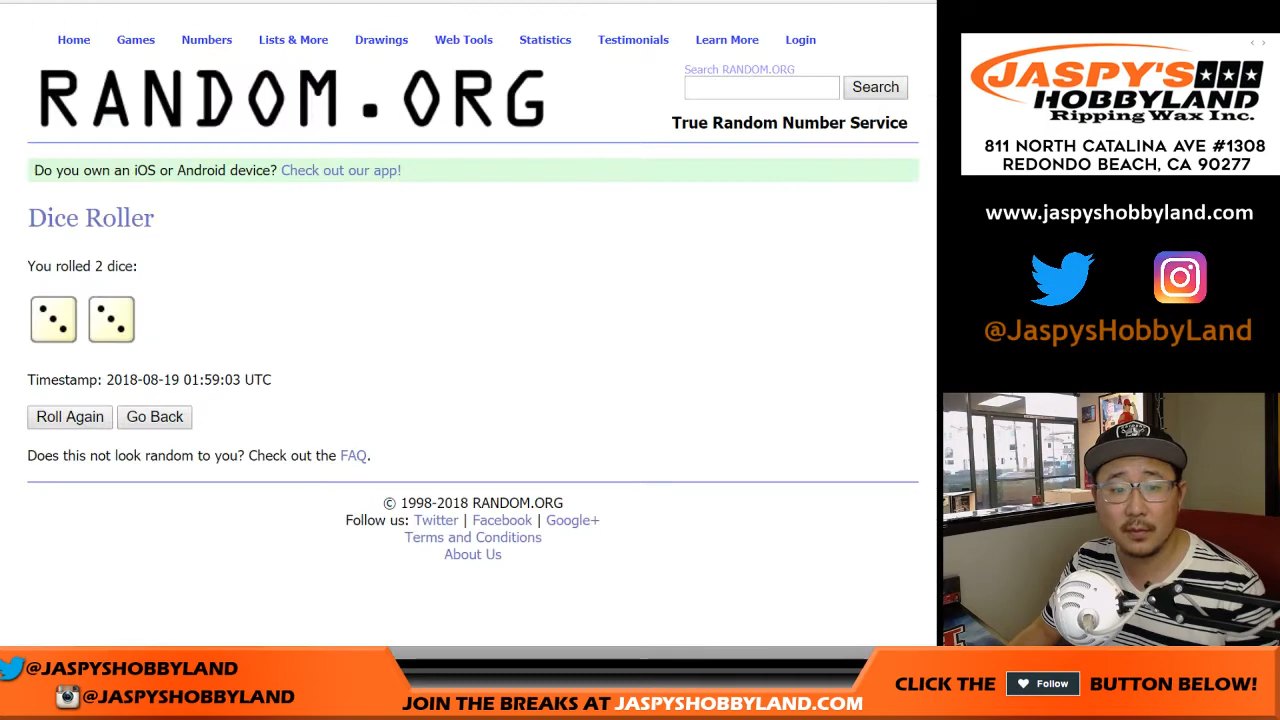 Home Games Numbers Lists & More Drawings Web Tools Statistics Testimonials Learn More Login
RANDOM.ORG
Search RANDOM.ORG
Search
True Random Number Service
Do you own an iOS or Android device? Check out our app!
Dice Roller
You rolled 2 dice:
Timestamp: 2018-08-19 01:59:03 UTC
Roll Again Go Back
Does this not look random to you? Check out the FAQ.
© 1998-2018 RANDOM.ORG
Follow us: Twitter | Facebook | Google+
Terms and Conditions
About Us
JASPY'S
HOBBYLAND
Ripping Wax Inc.
811 NORTH CATALINA AVE #1308
REDONDO BEACH, CA 90277
www.jaspyshobbyland.com
@JaspysHobbyLand
@JASPYSHOBBYLAND
@JASPYSHOBBYLAND
JOIN THE BREAKS AT JASPYSHOBBYLAND.COM
CLICK THE Follow BUTTON BELOW!